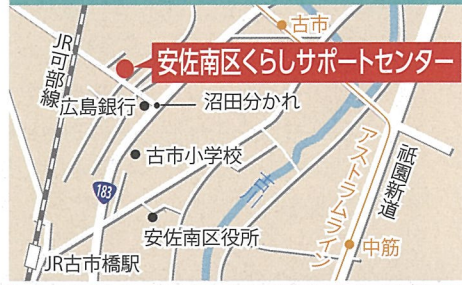 古市
JR可部線
安佐南区くらしサポートセンター
広島銀行
沼田分かれ
古市小学校
アストラムライン
祇園新道
183
安佐南区役所
中筋
JR古市橋駅